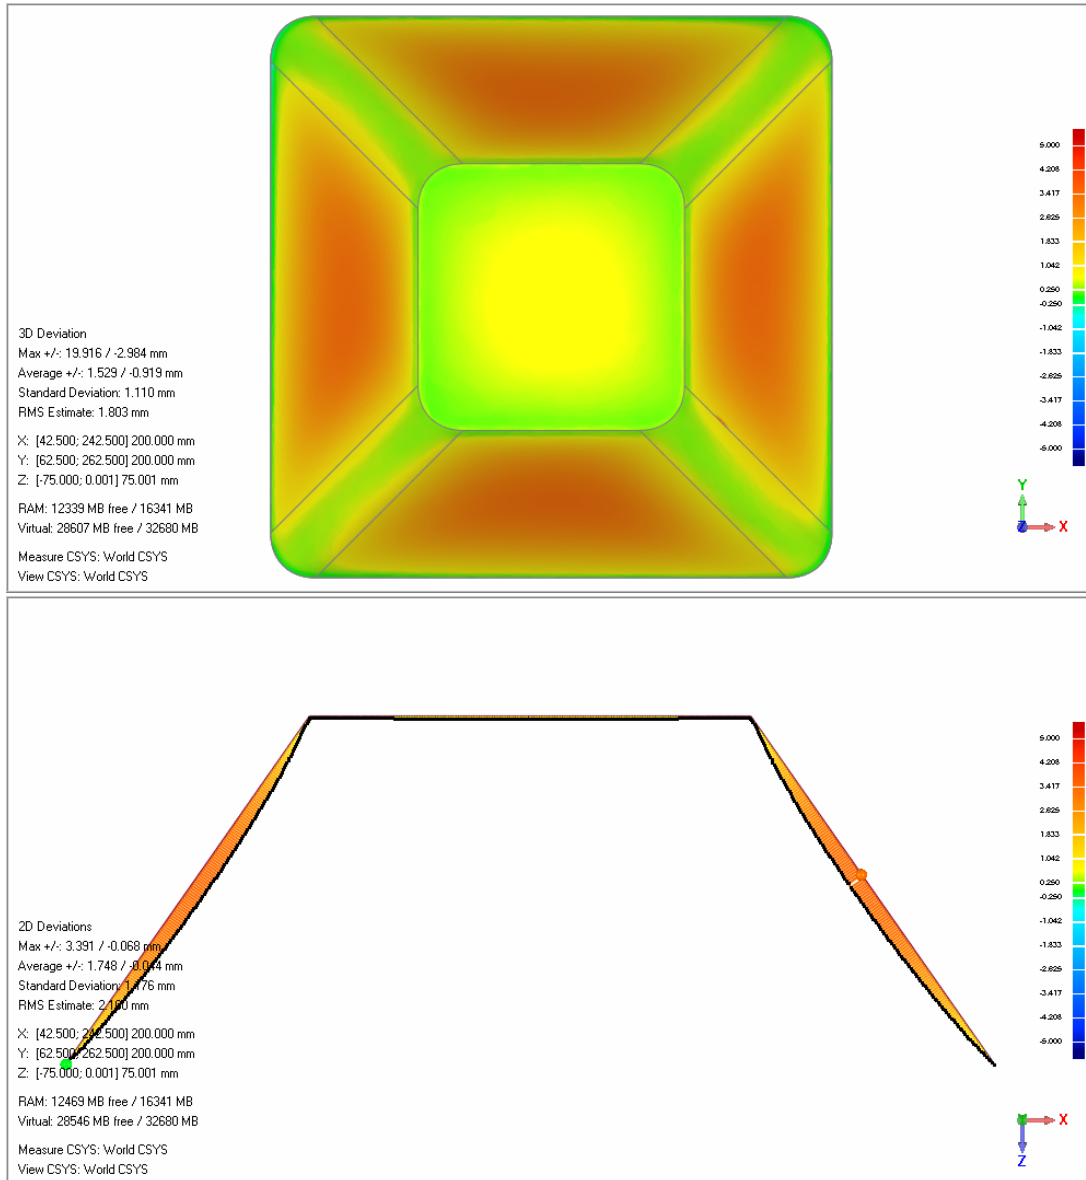 3D Deviation
Max +/-: 19.916 / -2.984 mm
Average +/-: 1.529 / -0.919 mm
Standard Deviation: 1.110 mm
RMS Estimate: 1.803 mm
X: [42.500; 242.500] 200.000 mm
Y: [62.500; 262.500] 200.000 mm
Z: [-75.000; 0.001] 75.001 mm
RAM: 12339 MB free / 16341 MB
Virtual: 28607 MB free / 32680 MB
Measure CSYS: World CSYS
View CSYS: World CSYS
5.000
4.208
3.417
2.625
1.833
1.042
0.250
-0.250
-1.042
-1.833
-2.625
-3.417
-4.208
-5.000
Y
Z
X
2D Deviations
Max +/-: 3.391 / -0.068 mm
Average +/-: 1.748 / -0.044 mm
Standard Deviation: 1.176 mm
RMS Estimate: mm
X: [42.500; 242.500] 200.000 mm
Y: [62.500; 262.500] 200.000 mm
Z: [-75.000; 0.001] 75.001 mm
RAM: 12469 MB free / 16341 MB
Virtual: 28546 MB free / 32680 MB
Measure CSYS: World CSYS
View CSYS: World CSYS
5.000
4.208
3.417
2.625
1.833
1.042
0.250
-0.250
-1.042
-1.833
-2.625
-3.417
-4.208
-5.000
X
Z